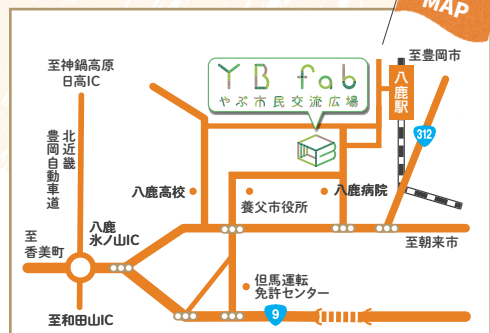 MAP
至神鍋高原
日高IC
至豊岡市
YB fab
やぶ市民交流広場
八鹿駅
312
北近畿
豊岡自動車道
八鹿高校
八鹿病院
養父市役所
至
香美町
八鹿
氷ノ山IC
至朝来市
但馬運転
免許センター
9
至和田山IC